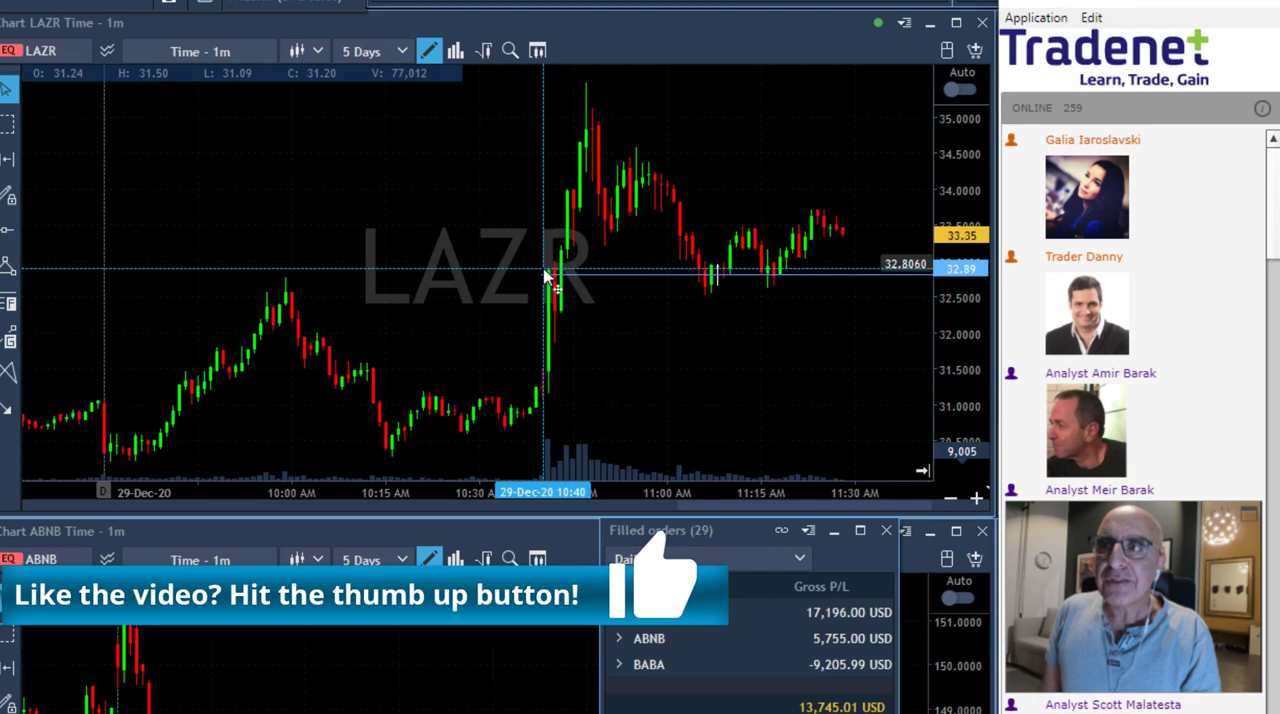 Chart LAZR Time - 1m
EQ LAZR
Time - 1m
5 Days
O: 31.24 H: 31.50 L: 31.09 C: 31.20 V: 77,012
Auto
35.0000
34.5000
34.0000
33.35
LAZR
32.8060
32.89
32.5000
32.0000
31.5000
31.0000
9,005
D
29-Dec-20
10:00 AM
10:15 AM
10:30
29-Dec-20 10:40
11:00 AM
11:15 AM
11:30 AM
Chart ABNB Time - 1m
EQ ABNB
Time - 1m
5 Days
Filled orders (29)
Auto
Like the video? Hit the thumb up button!
Gross P/L
17,196.00 USD
ABNB 5,755.00 USD
BABA -9,205.99 USD
13,745.01 USD
151.0000
150.0000
149.0000
Application Edit
Tradenet
Learn, Trade, Gain
ONLINE 259
Galia Iaroslavski
Trader Danny
Analyst Amir Barak
Analyst Meir Barak
Analyst Scott Malatesta